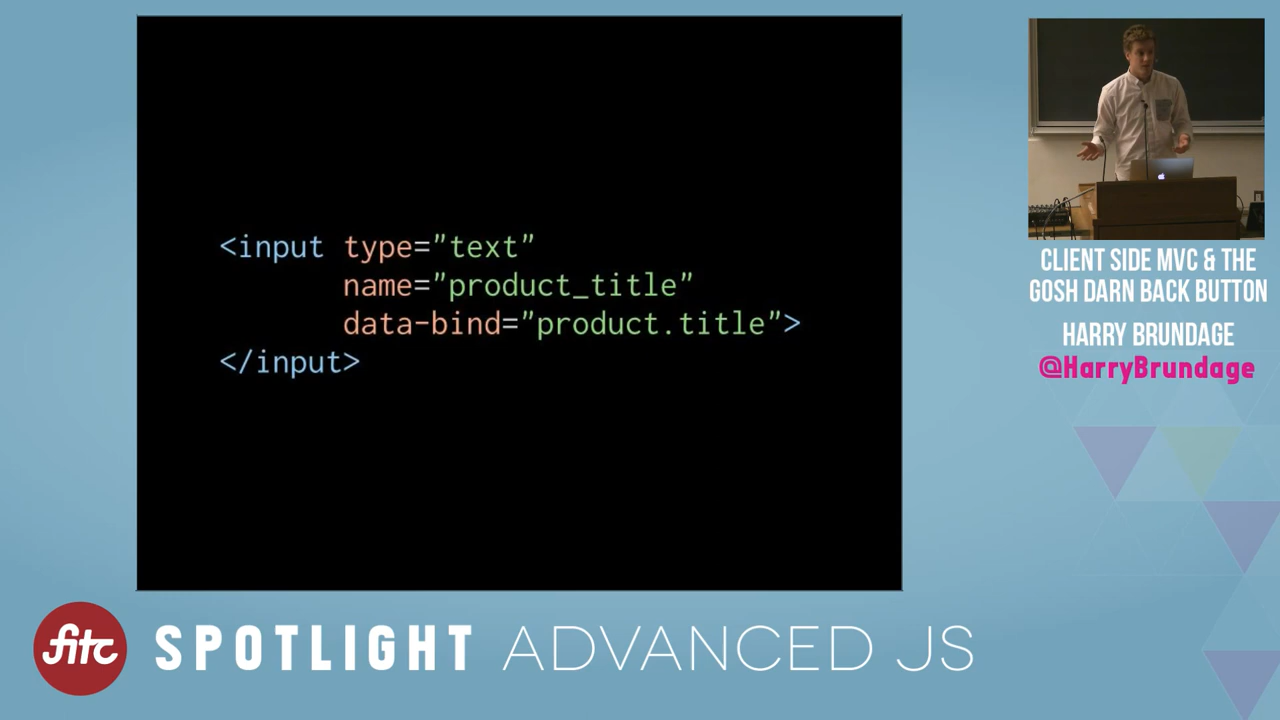 <input type="text"
name="product_title"
data-bind="product.title">
</input>
CLIENT SIDE MVC & THE
GOSH DARN BACK BUTTON
HARRY BRUNDAGE
@HarryBrundage
fitc SPOTLIGHT ADVANCED JS